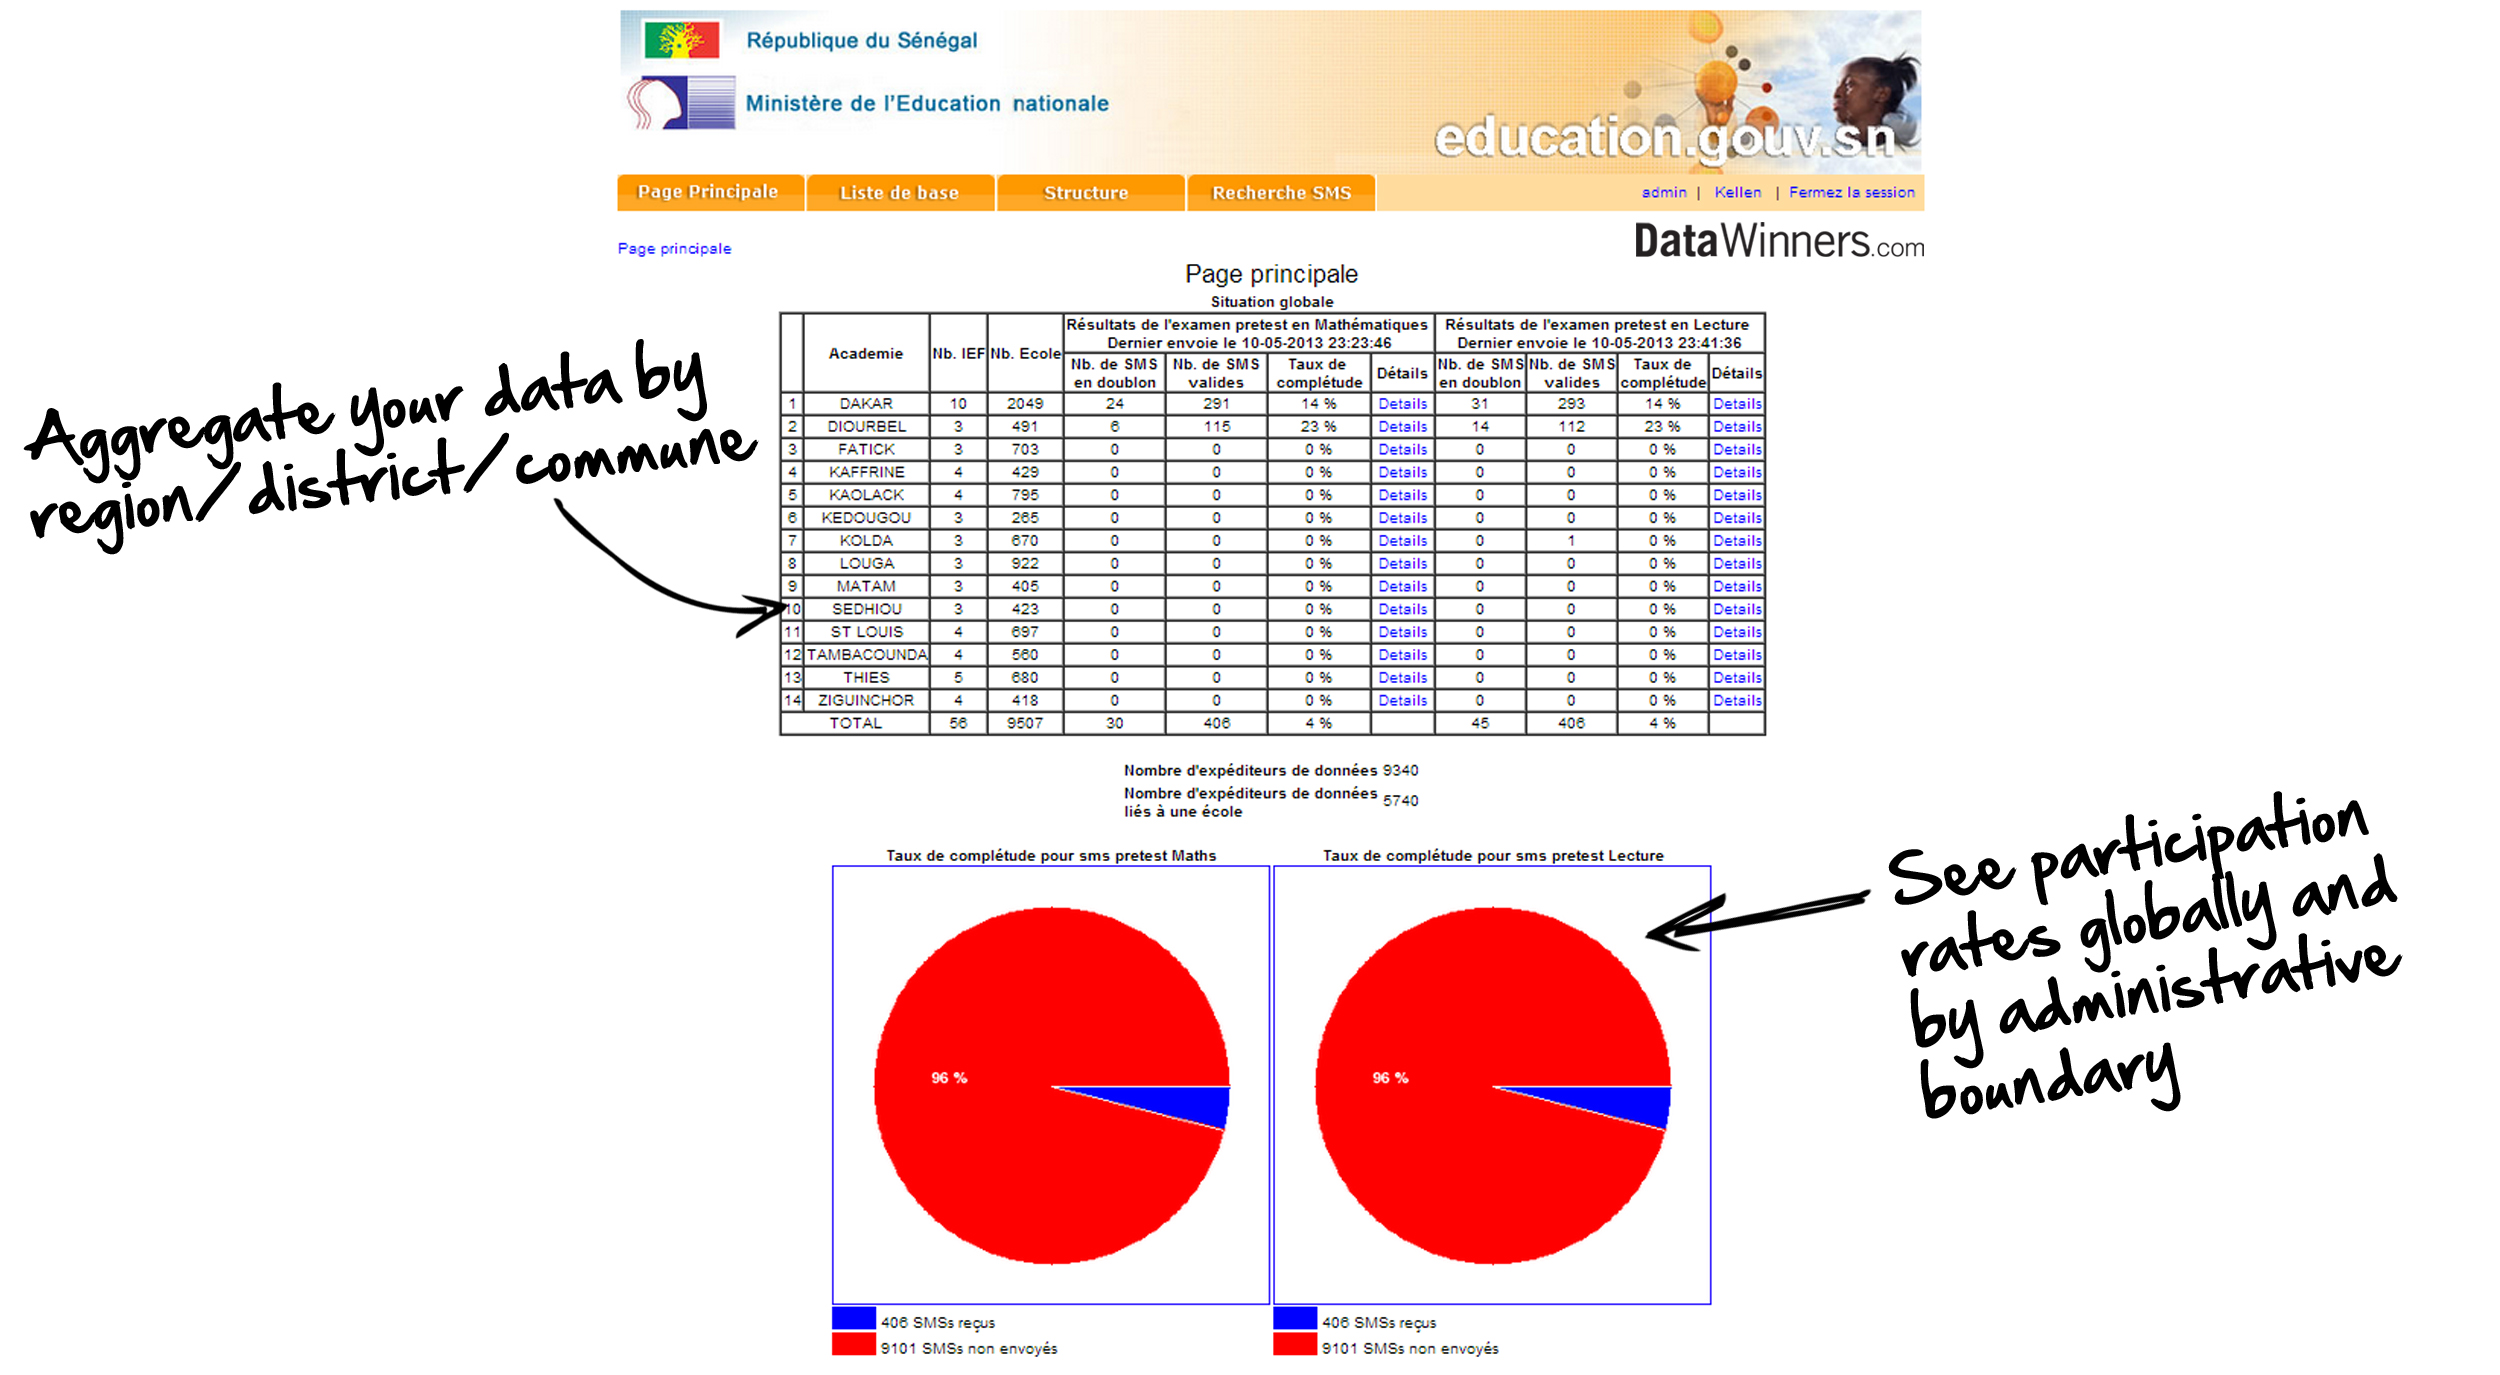 République du Sénégal
Ministère de l'Education nationale
education.gouv.sn
Page Principale Liste de base Structure Recherche SMS admin | Kellen | Fermez la session
DataWinners.com
Page principale
Page principale
Situation globale
Academie Nb. IEF Nb. Ecole Résultats de l'examen pretest en Mathématiques Résultats de l'examen pretest en Lecture
Dernier envoie le 10-05-2013 23:23:46 Dernier envoie le 10-05-2013 23:41:36
Nb. de SMS en doublon Nb. de SMS valides Taux de complétude Détails Nb. de SMS en doublon Nb. de SMS valides Taux de complétude Détails
1 DAKAR 10 2049 24 291 14 % Details 31 293 14 % Details
2 DIOURBEL 3 491 6 115 23 % Details 14 112 23 % Details
3 FATICK 3 703 0 0 0 % Details 0 0 0 % Details
4 KAFFRINE 4 429 0 0 0 % Details 0 0 0 % Details
5 KAOLACK 4 795 0 0 0 % Details 0 0 0 % Details
6 KEDOUGOU 3 265 0 0 0 % Details 0 0 0 % Details
7 KOLDA 3 670 0 0 0 % Details 0 1 0 % Details
8 LOUGA 3 922 0 0 0 % Details 0 0 0 % Details
9 MATAM 3 405 0 0 0 % Details 0 0 0 % Details
10 SEDHIOU 3 423 0 0 0 % Details 0 0 0 % Details
11 ST LOUIS 4 697 0 0 0 % Details 0 0 0 % Details
12 TAMBACOUNDA 4 560 0 0 0 % Details 0 0 0 % Details
13 THIES 5 680 0 0 0 % Details 0 0 0 % Details
14 ZIGUINCHOR 4 418 0 0 0 % Details 0 0 0 % Details
TOTAL 56 9507 30 406 4 % 45 406 4 %
Aggregate your data by
region/district/commune
Nombre d'expéditeurs de données 9340
Nombre d'expéditeurs de données
liés à une école 5740
Taux de complétude pour sms pretest Maths
96 %
406 SMSs reçus
9101 SMSs non envoyés
Taux de complétude pour sms pretest Lecture
96 %
406 SMSs reçus
9101 SMSs non envoyés
See participation
rates globally and
by administrative
boundary